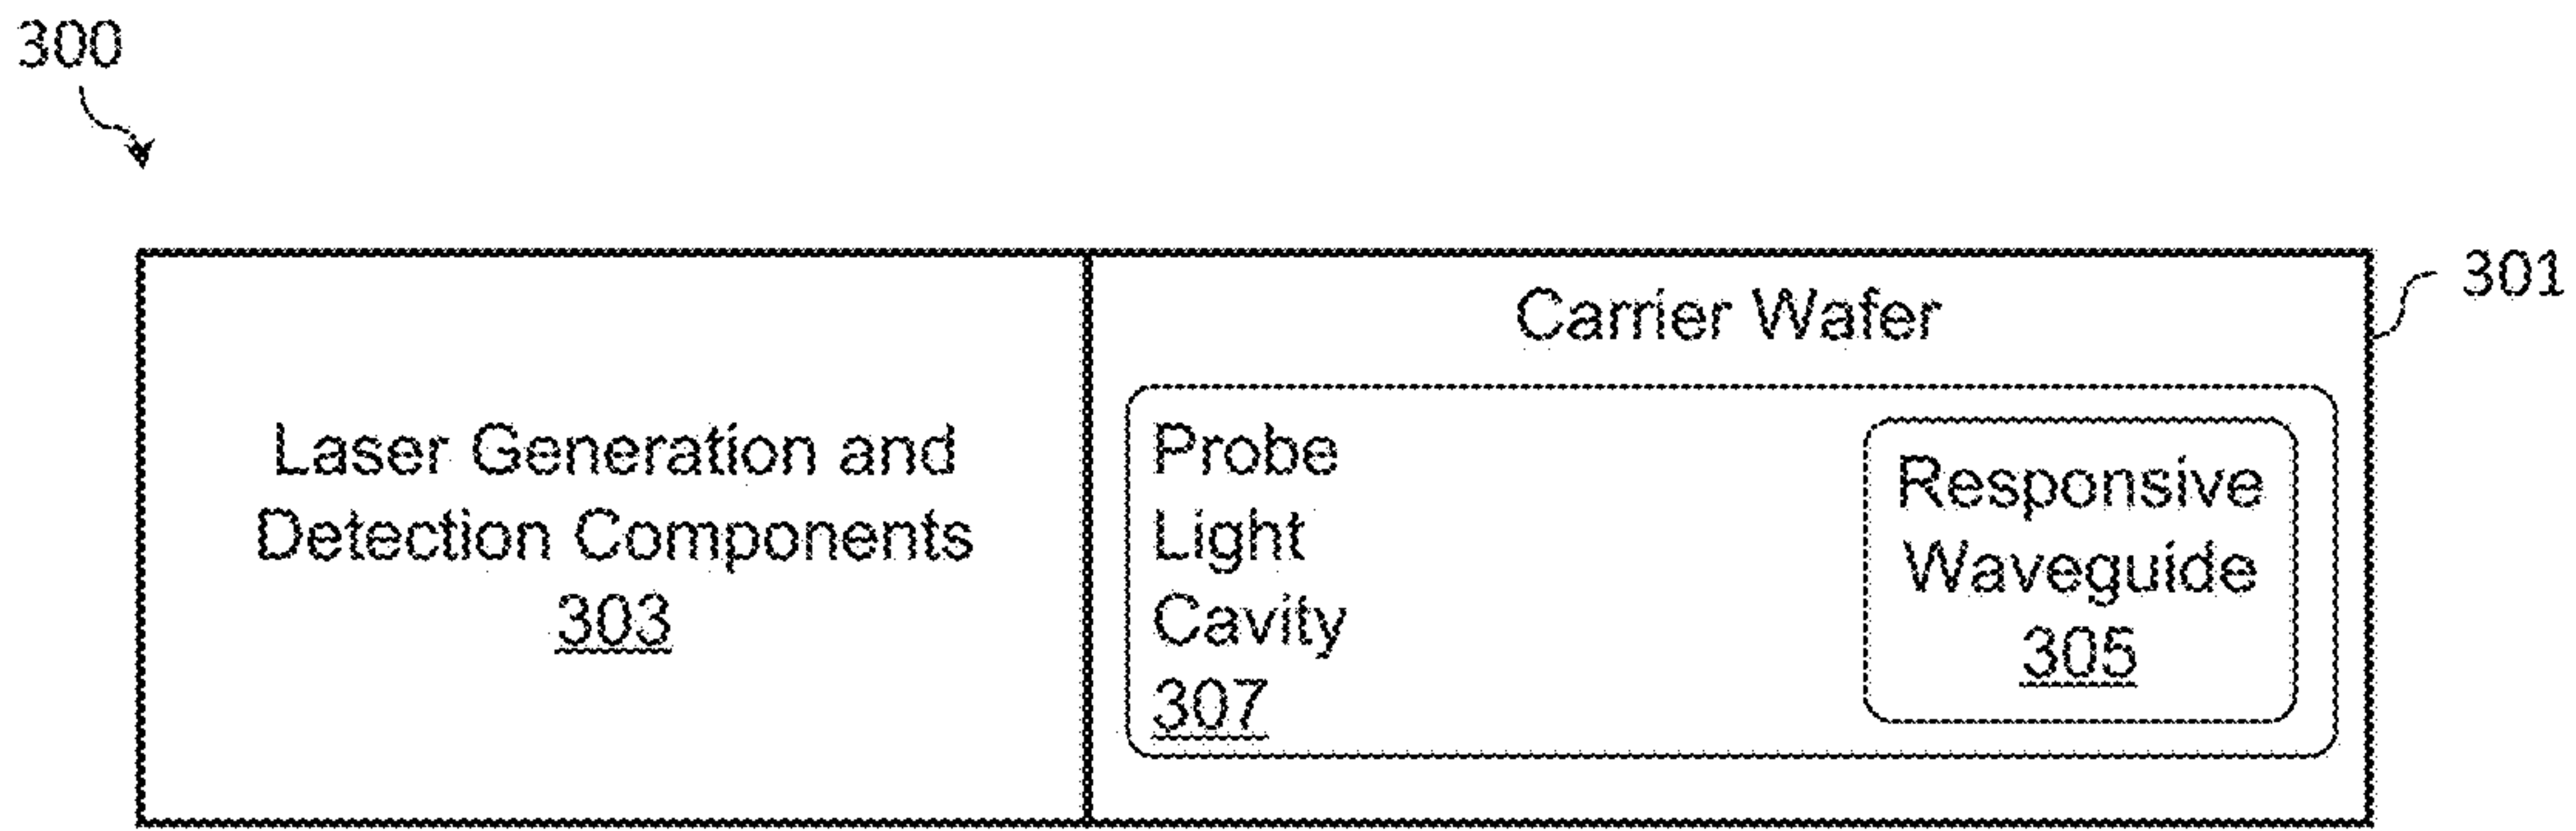 300
301
Carrier Wafer
Laser Generation and
Detection Components
303
Probe
Light
Cavity
307
Responsive
Waveguide
305